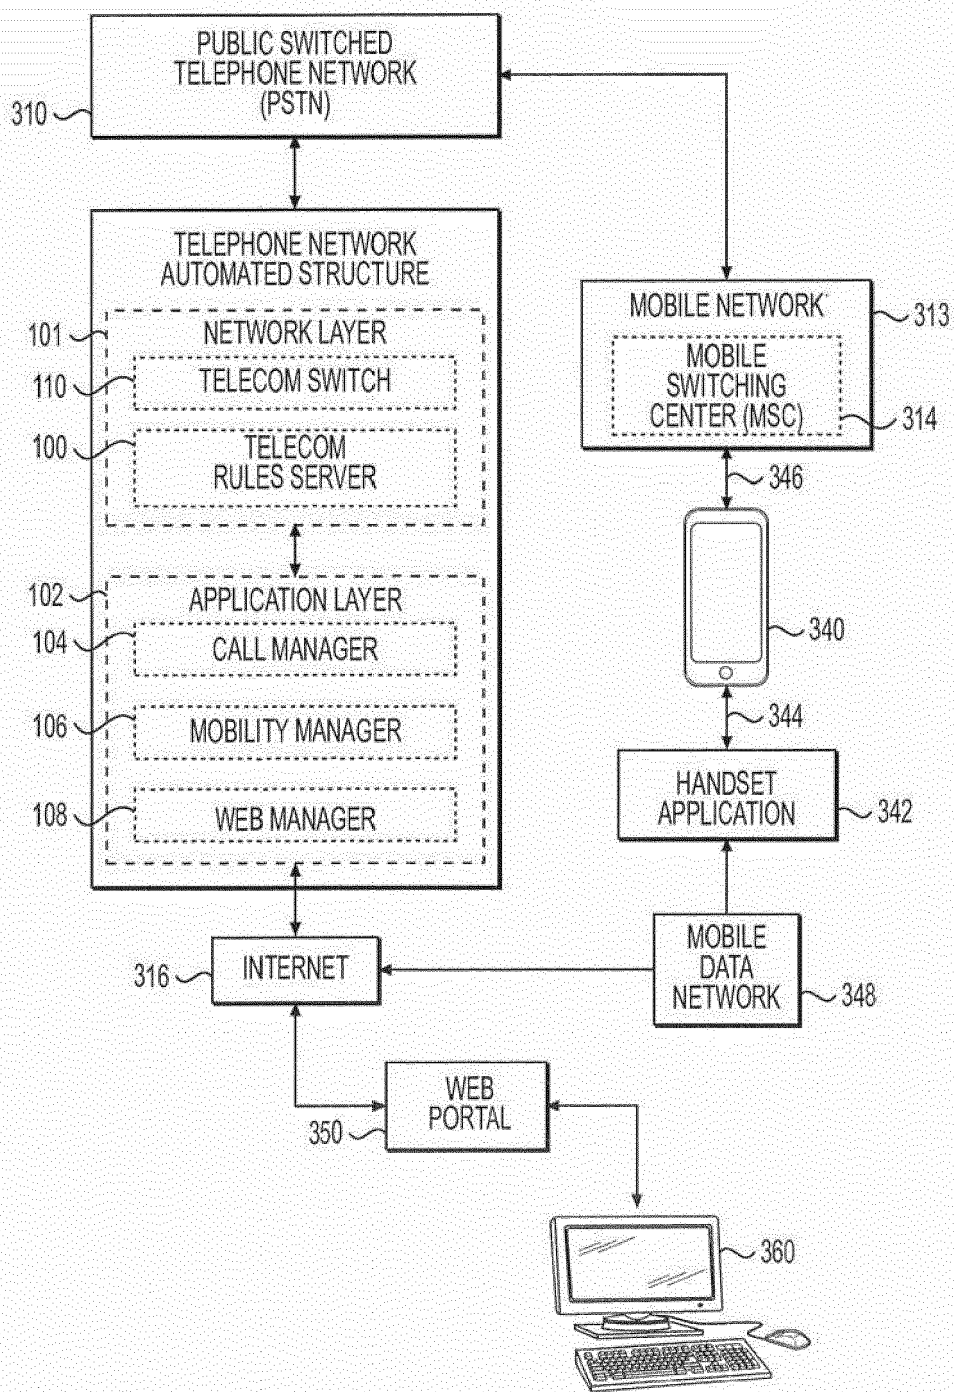 PUBLIC SWITCHED
TELEPHONE NETWORK
(PSTN)
310
TELEPHONE NETWORK
AUTOMATED STRUCTURE
101
NETWORK LAYER
110
TELECOM SWITCH
100
TELECOM
RULES SERVER
102
APPLICATION LAYER
104
CALL MANAGER
106
MOBILITY MANAGER
108
WEB MANAGER
MOBILE NETWORK
313
MOBILE
SWITCHING
CENTER (MSC)
314
346
340
344
HANDSET
APPLICATION
342
MOBILE
DATA
NETWORK
348
316
INTERNET
WEB
PORTAL
350
360